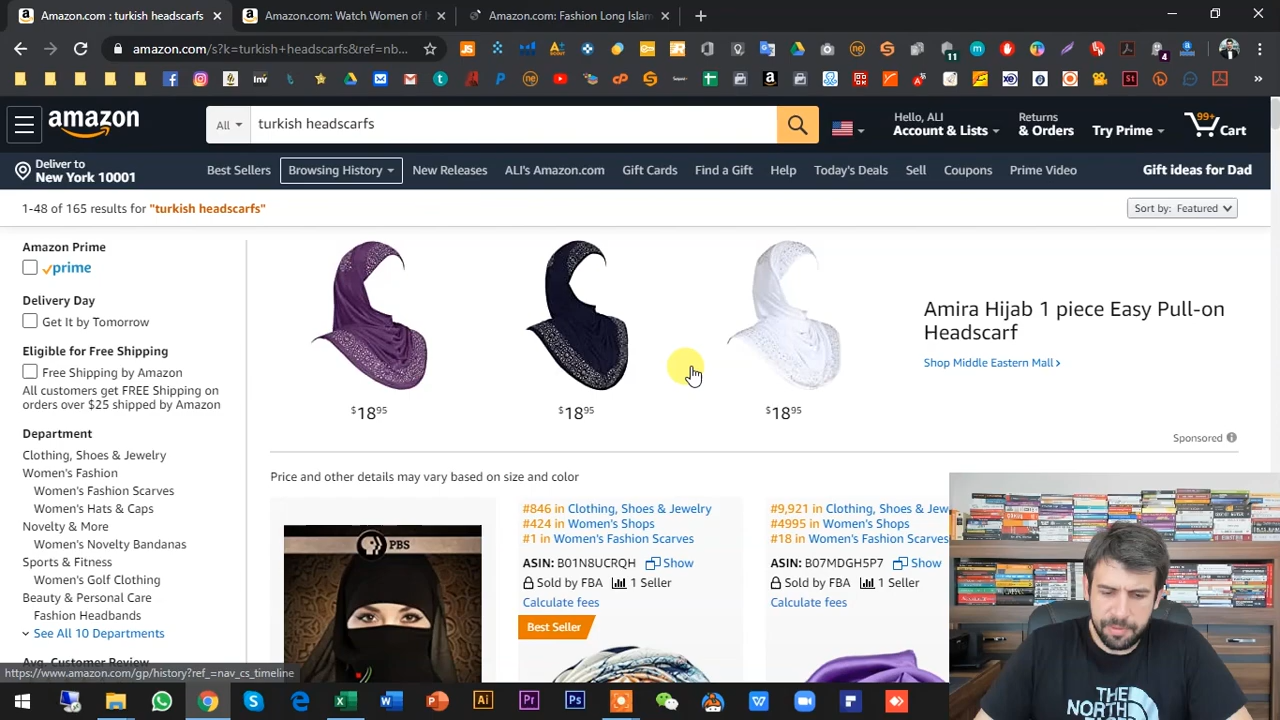 Amazon.com : turkish headscarfs
Amazon.com: Watch Women of
Amazon.com: Fashion Long Islam
amazon.com/s?k=turkish+headscarfs&ref=nb...
amazon
All
turkish headscarfs
Hello, ALI
Account & Lists
Returns
& Orders
Try Prime
99+
Cart
Deliver to
New York 10001
Best Sellers
Browsing History
New Releases
ALI's Amazon.com
Gift Cards
Find a Gift
Help
Today's Deals
Sell
Coupons
Prime Video
Gift ideas for Dad
1-48 of 165 results for "turkish headscarfs"
Sort by: Featured
Amazon Prime
prime
Delivery Day
Get It by Tomorrow
Eligible for Free Shipping
Free Shipping by Amazon
All customers get FREE Shipping on
orders over $25 shipped by Amazon
Department
Clothing, Shoes & Jewelry
Women's Fashion
Women's Fashion Scarves
Women's Hats & Caps
Novelty & More
Women's Novelty Bandanas
Sports & Fitness
Women's Golf Clothing
Beauty & Personal Care
Fashion Headbands
See All 10 Departments
Avg. Customer Review
$1895
$1895
$1895
Amira Hijab 1 piece Easy Pull-on
Headscarf
Shop Middle Eastern Mall ›
Sponsored
Price and other details may vary based on size and color
PBS
#846 in Clothing, Shoes & Jewelry
#424 in Women's Shops
#1 in Women's Fashion Scarves
ASIN: B01N8UCRQH Show
Sold by FBA 1 Seller
Calculate fees
Best Seller
#9,921 in Clothing, Shoes & Jew
#4995 in Women's Shops
#18 in Women's Fashion Scarves
ASIN: B07MDGH5P7 Show
Sold by FBA 1 Seller
Calculate fees
https://www.amazon.com/gp/history?ref_=nav_cs_timeline
THE
NORTH